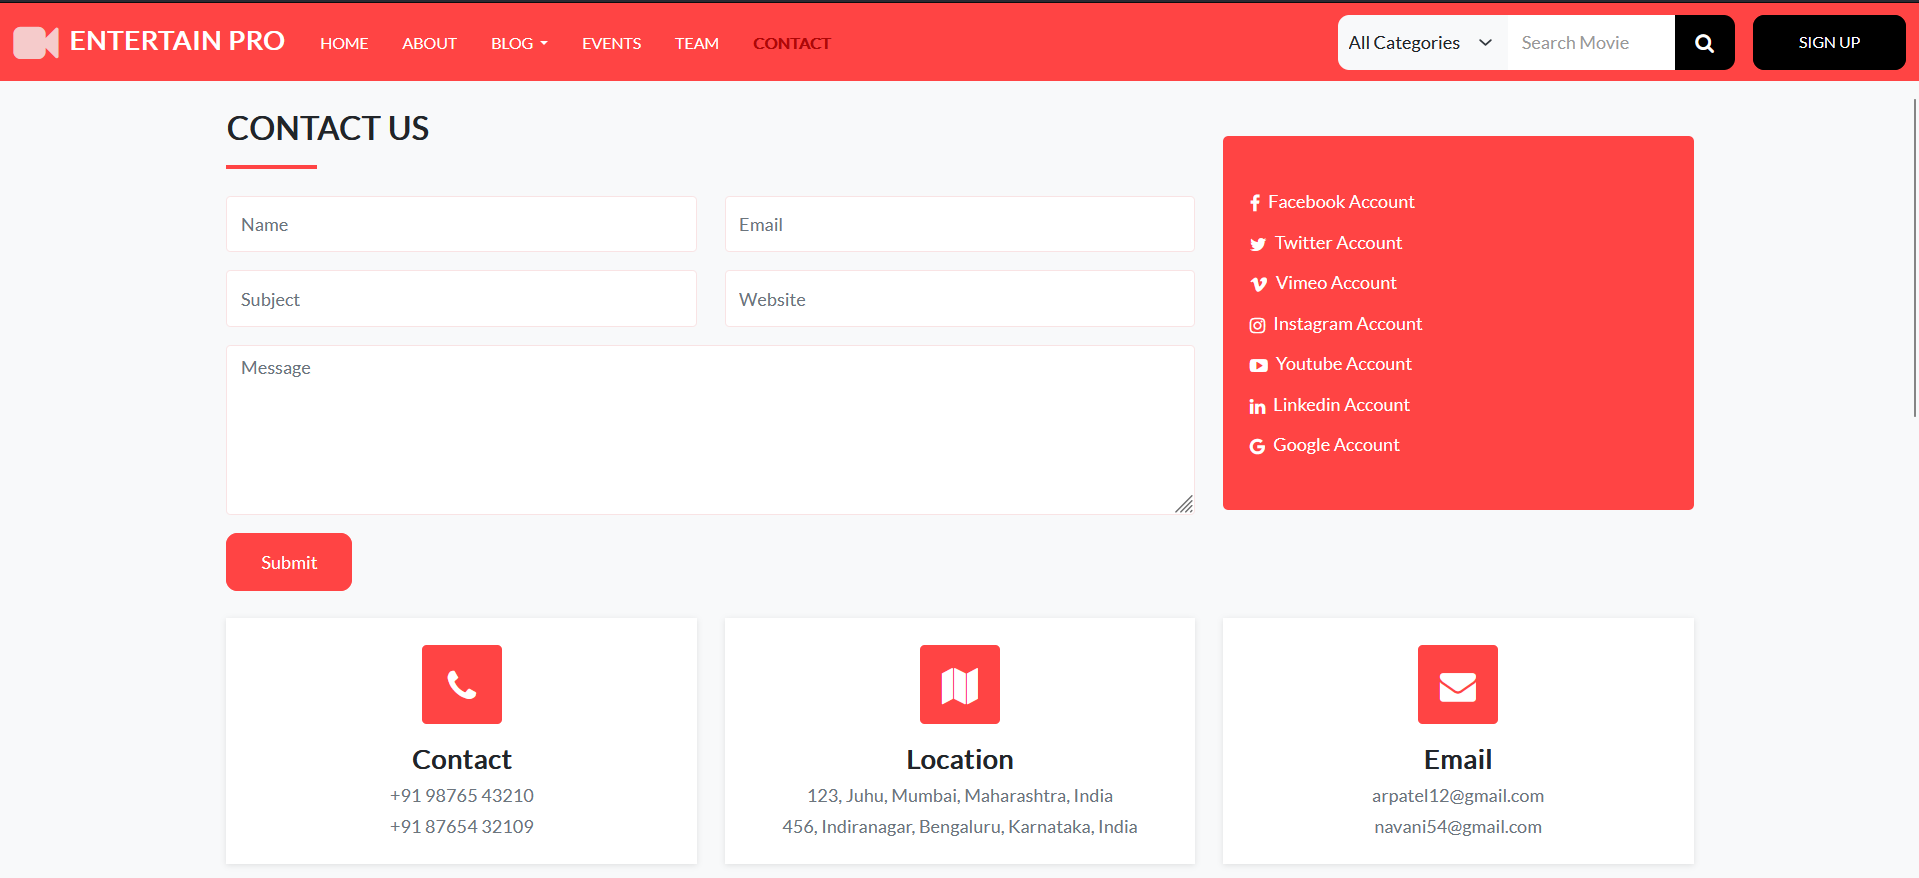 ENTERTAIN PRO HOME ABOUT BLOG EVENTS TEAM CONTACT All Categories Search Movie SIGN UP
CONTACT US
Name Email
Subject Website
Message
Submit
Facebook Account
Twitter Account
Vimeo Account
Instagram Account
Youtube Account
Linkedin Account
Google Account
Contact
+91 98765 43210
+91 87654 32109
Location
123, Juhu, Mumbai, Maharashtra, India
456, Indiranagar, Bengaluru, Karnataka, India
Email
arpatel12@gmail.com
navani54@gmail.com